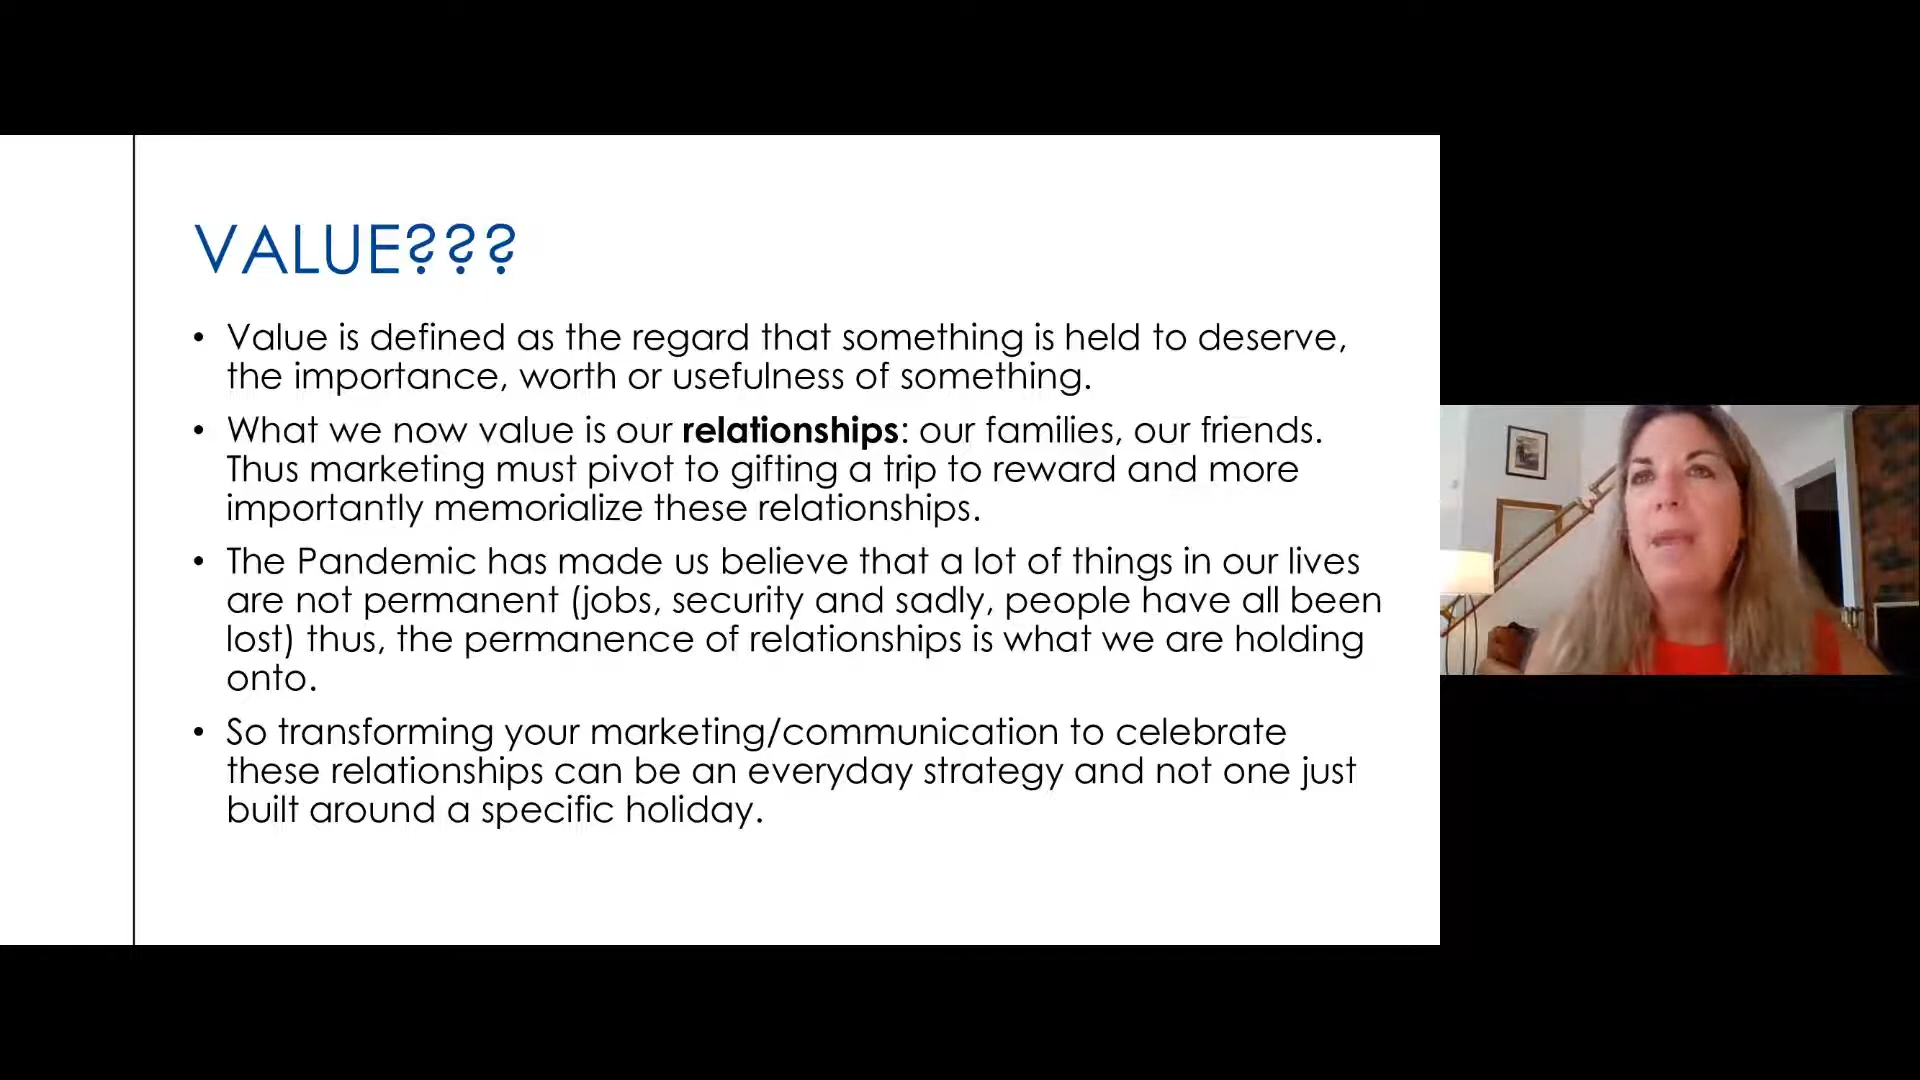 VALUE???
• Value is defined as the regard that something is held to deserve,
the importance, worth or usefulness of something.
• What we now value is our relationships: our families, our friends.
Thus marketing must pivot to gifting a trip to reward and more
importantly memorialize these relationships.
• The Pandemic has made us believe that a lot of things in our lives
are not permanent (jobs, security and sadly, people have all been
lost) thus, the permanence of relationships is what we are holding
onto.
• So transforming your marketing/communication to celebrate
these relationships can be an everyday strategy and not one just
built around a specific holiday.